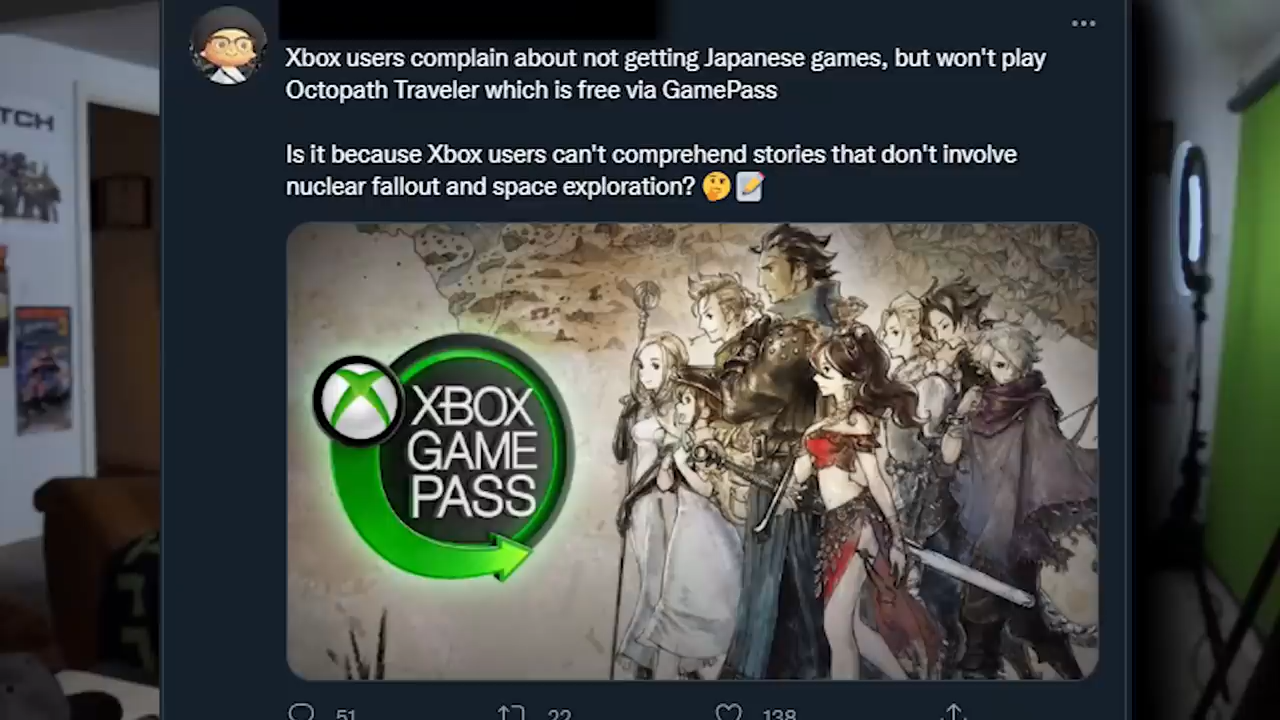 Xbox users complain about not getting Japanese games, but won't play
Octopath Traveler which is free via GamePass
Is it because Xbox users can't comprehend stories that don't involve
nuclear fallout and space exploration? 🤔📝
TCH
XBOX
GAME
PASS
51
22
138